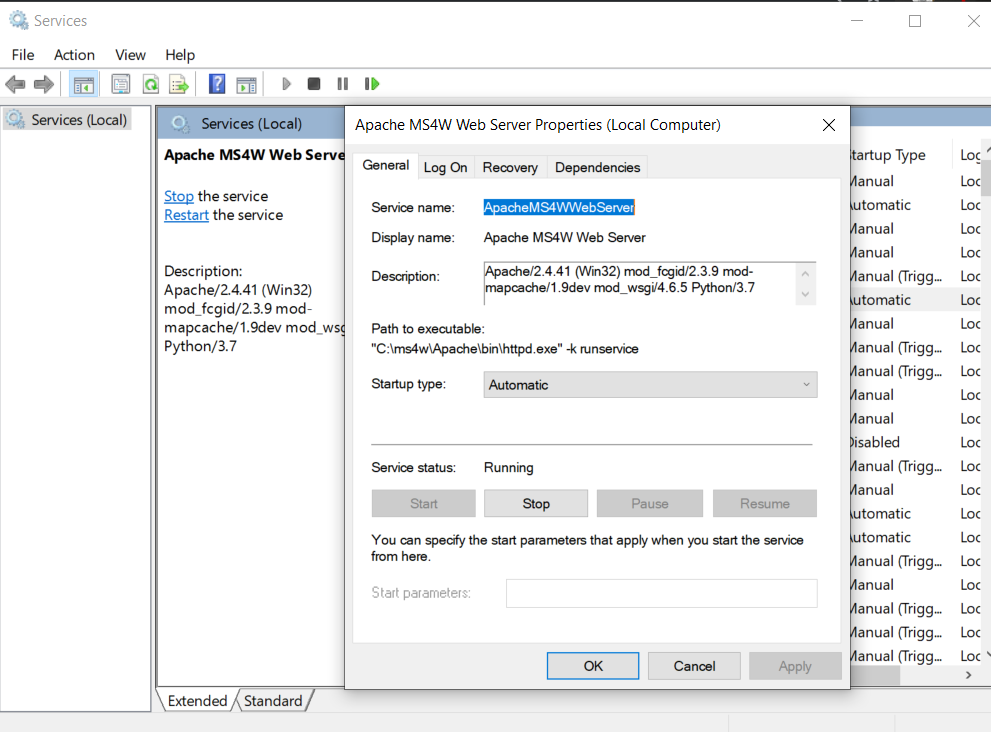 Services
File Action View Help
Services (Local)
Services (Local)
Apache MS4W Web Serve
Stop the service
Restart the service
Description:
Apache/2.4.41 (Win32)
mod_fcgid/2.3.9 mod-
mapcache/1.9dev mod_wsg
Python/3.7
Apache MS4W Web Server Properties (Local Computer)
General Log On Recovery Dependencies
Service name: ApacheMS4WWebServer
Display name: Apache MS4W Web Server
Description: Apache/2.4.41 (Win32) mod_fcgid/2.3.9 mod-
mapcache/1.9dev mod_wsgi/4.6.5 Python/3.7
Path to executable:
"C:\ms4w\Apache\bin\httpd.exe" -k runservice
Startup type: Automatic
Service status: Running
Start Stop Pause Resume
You can specify the start parameters that apply when you start the service
from here.
Start parameters:
OK Cancel Apply
Startup Type Log
Manual Loc
Automatic Loc
Manual Loc
Manual Loc
Manual (Trigg... Loc
Automatic Loc
Manual Loc
Manual (Trigg... Loc
Manual (Trigg... Loc
Manual Loc
Manual Loc
Disabled Loc
Manual (Trigg... Loc
Manual Loc
Automatic Loc
Automatic Loc
Manual (Trigg... Loc
Manual Loc
Manual (Trigg... Loc
Manual (Trigg... Loc
Manual (Trigg... Loc
Extended Standard